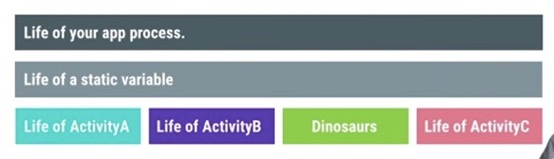 Life of your app process.
Life of a static variable
Life of ActivityA
Life of ActivityB
Dinosaurs
Life of ActivityC